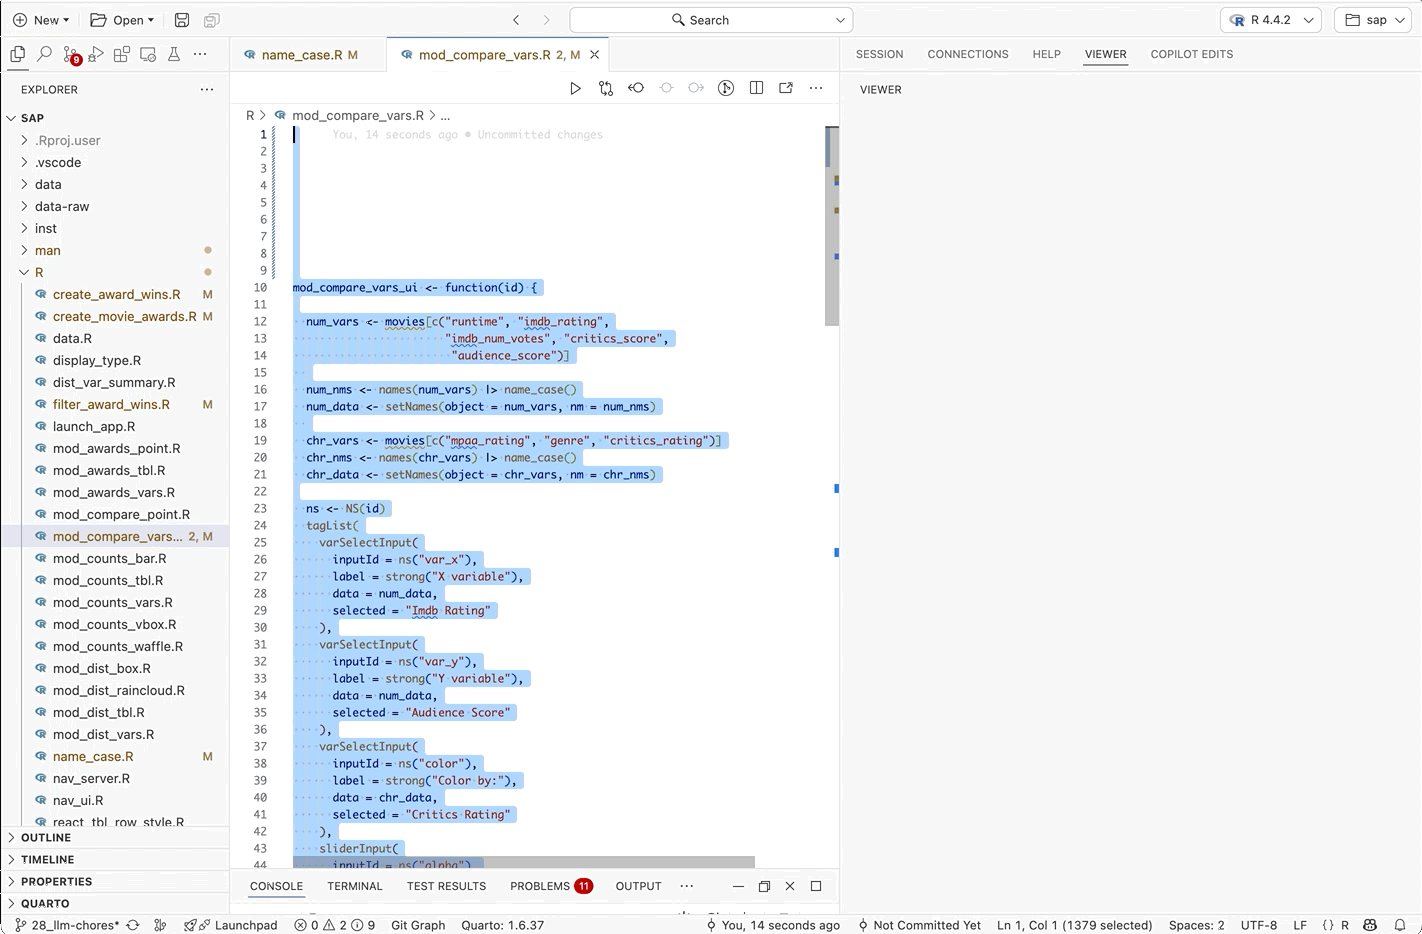 New Open Search R 4.4.2 sap
9 name_case.R M mod_compare_vars.R 2, M SESSION CONNECTIONS HELP VIEWER COPILOT EDITS
EXPLORER VIEWER
R > mod_compare_vars.R > ...
SAP
.Rproj.user
.vscode
data
data-raw
inst
man
R
create_award_wins.R M
create_movie_awards.R M
data.R
display_type.R
dist_var_summary.R
filter_award_wins.R M
launch_app.R
mod_awards_point.R
mod_awards_tbl.R
mod_awards_vars.R
mod_compare_point.R
mod_compare_vars... 2, M
mod_counts_bar.R
mod_counts_tbl.R
mod_counts_vars.R
mod_counts_vbox.R
mod_counts_waffle.R
mod_dist_box.R
mod_dist_raincloud.R
mod_dist_tbl.R
mod_dist_vars.R
name_case.R M
nav_server.R
nav_ui.R
react_tbl_row_style.R
OUTLINE
TIMELINE
PROPERTIES
QUARTO
1 You, 14 seconds ago • Uncommitted changes
2
3
4
5
6
7
8
9
10 mod_compare_vars_ui <- function(id) {
11
12 num_vars <- movies[c("runtime", "imdb_rating",
13 "imdb_num_votes", "critics_score",
14 "audience_score")]
15
16 num_nms <- names(num_vars) |> name_case()
17 num_data <- setNames(object = num_vars, nm = num_nms)
18
19 chr_vars <- movies[c("mpaa_rating", "genre", "critics_rating")]
20 chr_nms <- names(chr_vars) |> name_case()
21 chr_data <- setNames(object = chr_vars, nm = chr_nms)
22
23 ns <- NS(id)
24 tagList(
25 varSelectInput(
26 inputId = ns("var_x"),
27 label = strong("X variable"),
28 data = num_data,
29 selected = "Imdb Rating"
30 ),
31 varSelectInput(
32 inputId = ns("var_y"),
33 label = strong("Y variable"),
34 data = num_data,
35 selected = "Audience Score"
36 ),
37 varSelectInput(
38 inputId = ns("color"),
39 label = strong("Color by:"),
40 data = chr_data,
41 selected = "Critics Rating"
42 ),
43 sliderInput(
44 inputId = ns("alpha")
CONSOLE TERMINAL TEST RESULTS PROBLEMS 11 OUTPUT ...
28_llm-chores* Launchpad 0 2 9 Git Graph Quarto: 1.6.37 You, 14 seconds ago Not Committed Yet Ln 1, Col 1 (1379 selected) Spaces: 2 UTF-8 LF {} R